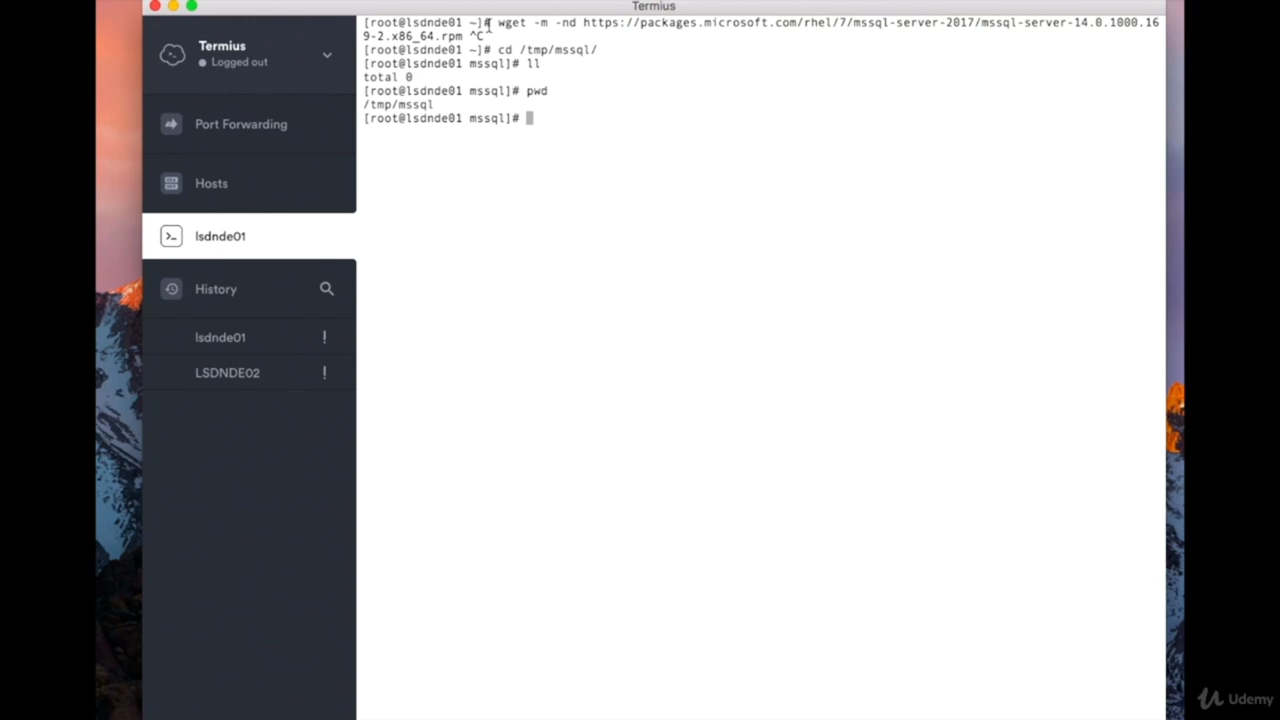 Termius
Termius
Logged out
Port Forwarding
Hosts
lsdnde01
History
lsdnde01 !
LSDNDE02 !
[root@lsdnde01 ~]# wget -m -nd https://packages.microsoft.com/rhel/7/mssql-server-2017/mssql-server-14.0.1000.16
9-2.x86_64.rpm ^C
[root@lsdnde01 ~]# cd /tmp/mssql/
[root@lsdnde01 mssql]# ll
total 0
[root@lsdnde01 mssql]# pwd
/tmp/mssql
[root@lsdnde01 mssql]#
Udemy